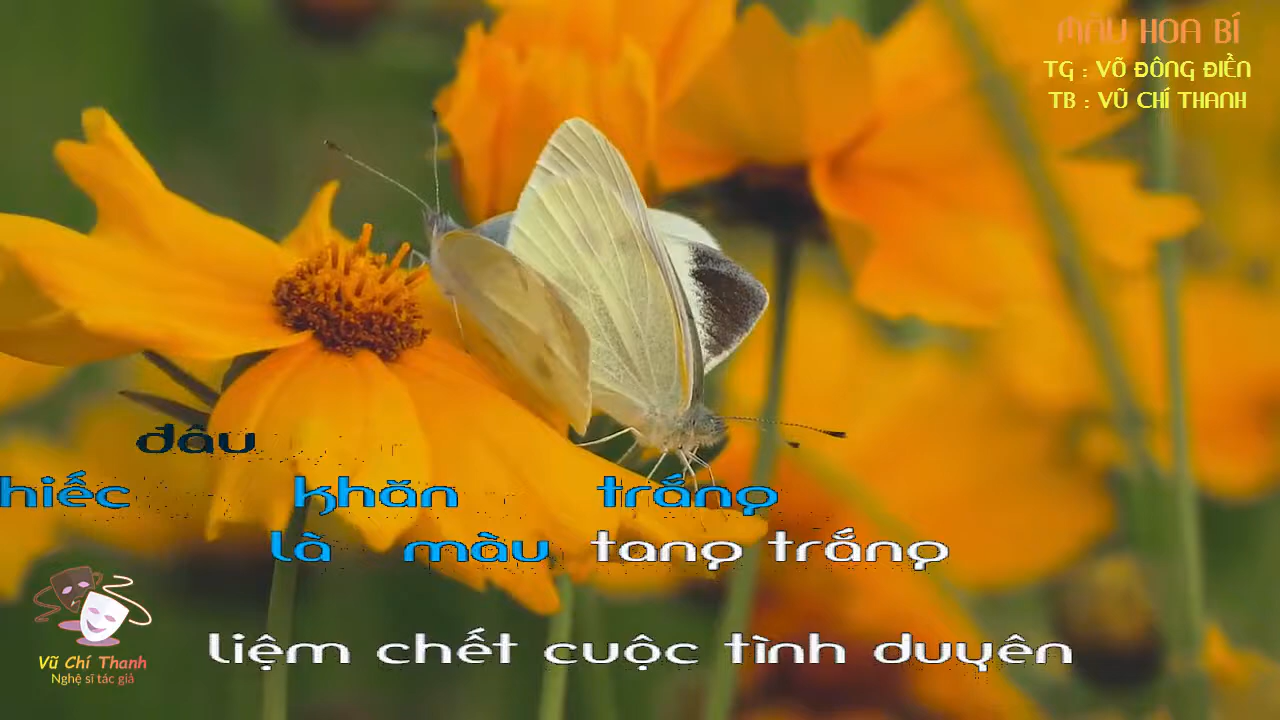 MÀU HOA BÍ
TG : VÕ ĐÔNG ĐIỀN
TB : VŨ CHÍ THANH
đâu
hiếc khăn trắng
là màu tang trắng
liệm chết cuộc tình duyên
Vũ Chí Thanh
Nghệ sĩ tác giả